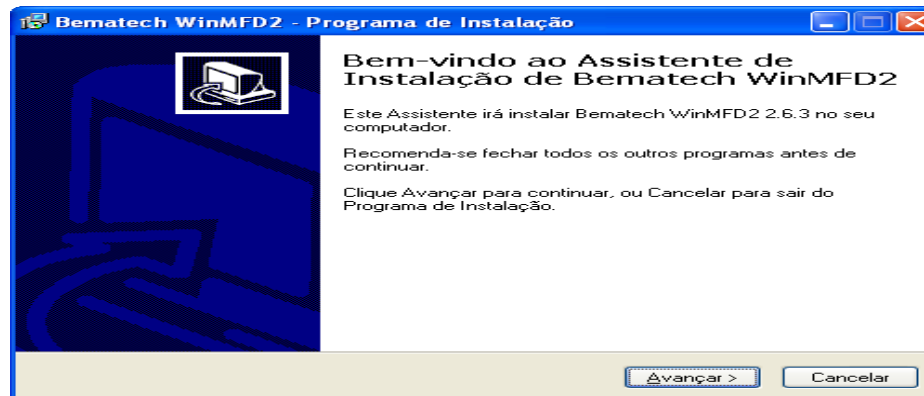 Bematech WinMFD2 - Programa de Instalação
Bem-vindo ao Assistente de
Instalação de Bematech WinMFD2
Este Assistente irá instalar Bematech WinMFD2 2.6.3 no seu
computador.
Recomenda-se fechar todos os outros programas antes de
continuar.
Clique Avançar para continuar, ou Cancelar para sair do
Programa de Instalação.
Avançar >
Cancelar